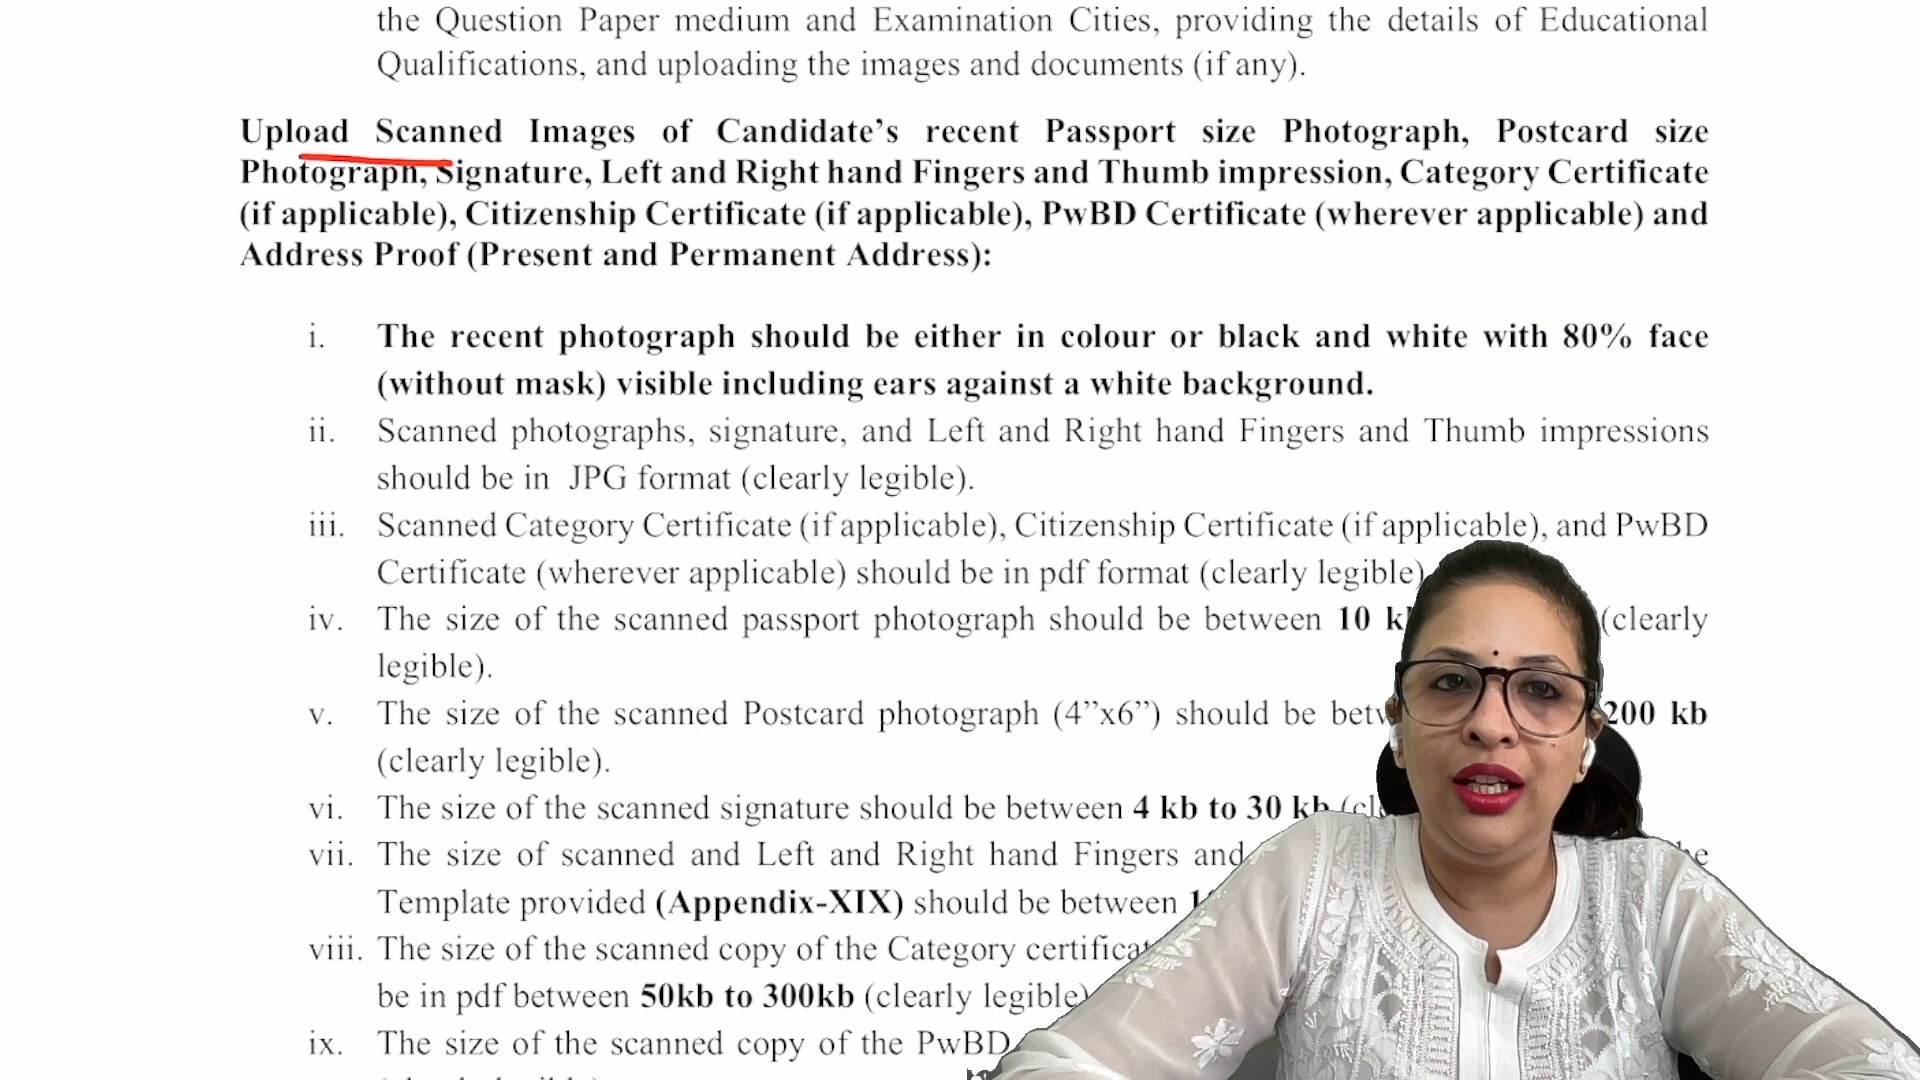 the Question Paper medium and Examination Cities, providing the details of Educational
Qualifications, and uploading the images and documents (if any).
Upload Scanned Images of Candidate’s recent Passport size Photograph, Postcard size
Photograph, Signature, Left and Right hand Fingers and Thumb impression, Category Certificate
(if applicable), Citizenship Certificate (if applicable), PwBD Certificate (wherever applicable) and
Address Proof (Present and Permanent Address):
i. The recent photograph should be either in colour or black and white with 80% face
(without mask) visible including ears against a white background.
ii. Scanned photographs, signature, and Left and Right hand Fingers and Thumb impressions
should be in JPG format (clearly legible).
iii. Scanned Category Certificate (if applicable), Citizenship Certificate (if applicable), and PwBD
Certificate (wherever applicable) should be in pdf format (clearly legible)
iv. The size of the scanned passport photograph should be between 10 (clearly
legible).
v. The size of the scanned Postcard photograph (4”x6”) should be 200 kb
(clearly legible).
vi. The size of the scanned signature should be between 4 kb to 30 kb
vii. The size of scanned and Left and Right hand Fingers and
Template provided (Appendix-XIX) should be between
viii. The size of the scanned copy of the Category
be in pdf between 50kb to 300kb (clearly legible)
ix. The size of the scanned copy of the PwBD